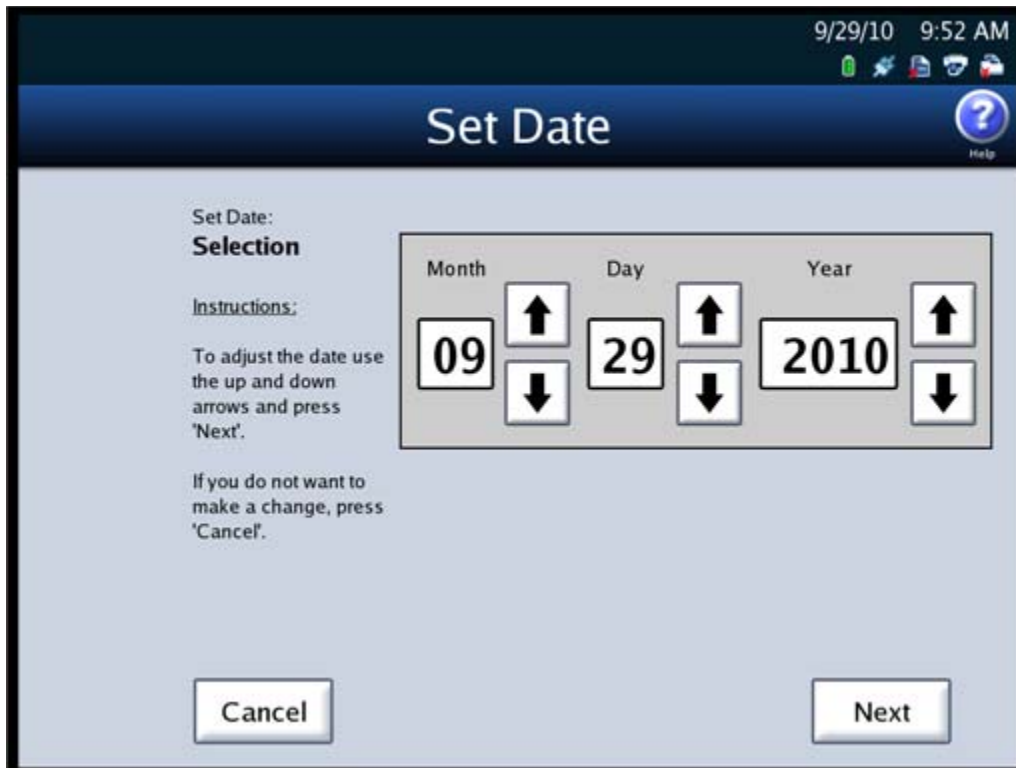 9/29/10 9:52 AM
Set Date
Help
Set Date:
Selection
Instructions:
To adjust the date use
the up and down
arrows and press
'Next'.
If you do not want to
make a change, press
'Cancel'.
Month Day Year
09 29 2010
Cancel Next